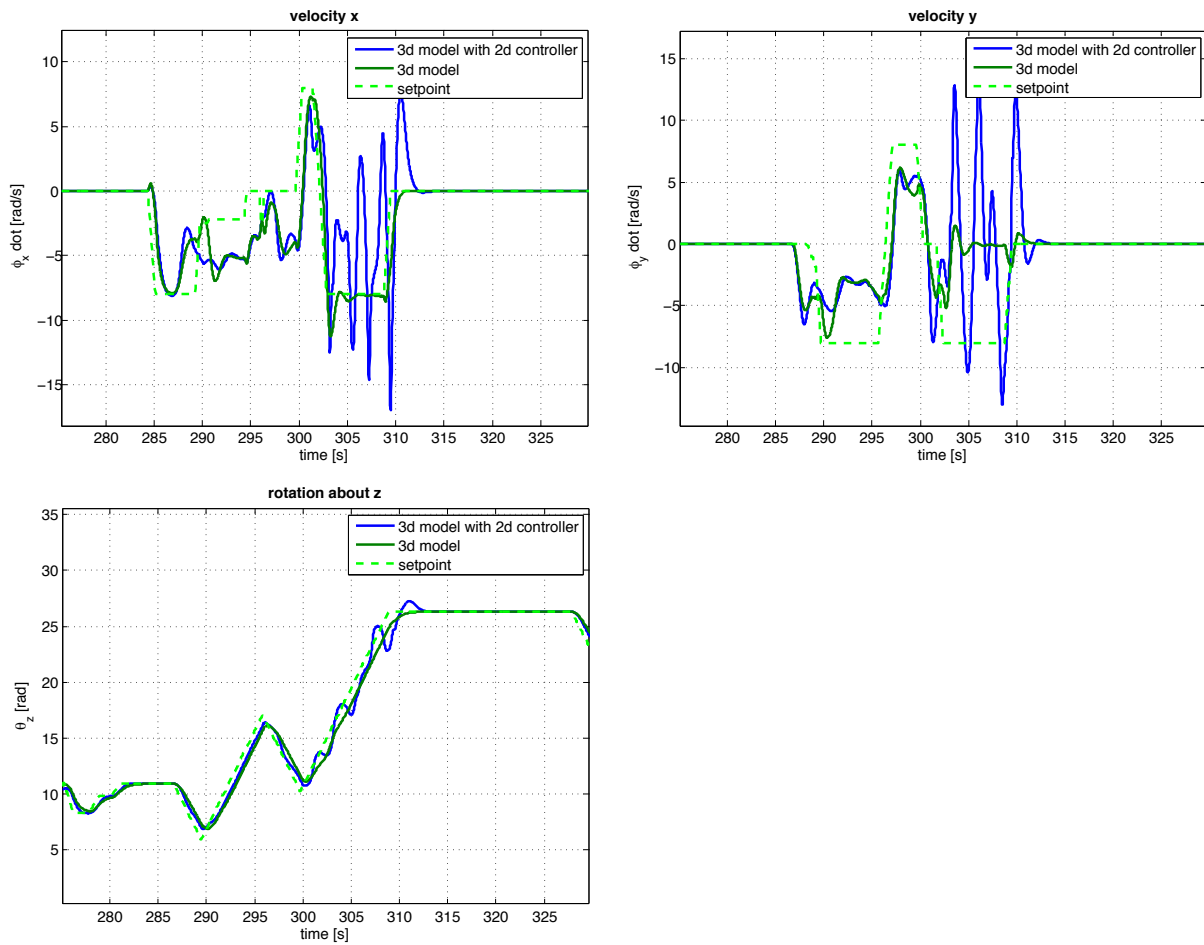 velocity x
3d model with 2d controller
3d model
setpoint
10
5
0
−5
−10
−15
ϕ_x dot [rad/s]
280 285 290 295 300 305 310 315 320 325
time [s]
velocity y
3d model with 2d controller
3d model
setpoint
15
10
5
0
−5
−10
ϕ_y dot [rad/s]
280 285 290 295 300 305 310 315 320 325
time [s]
rotation about z
3d model with 2d controller
3d model
setpoint
35
30
25
20
15
10
5
θ_z [rad]
280 285 290 295 300 305 310 315 320 325
time [s]